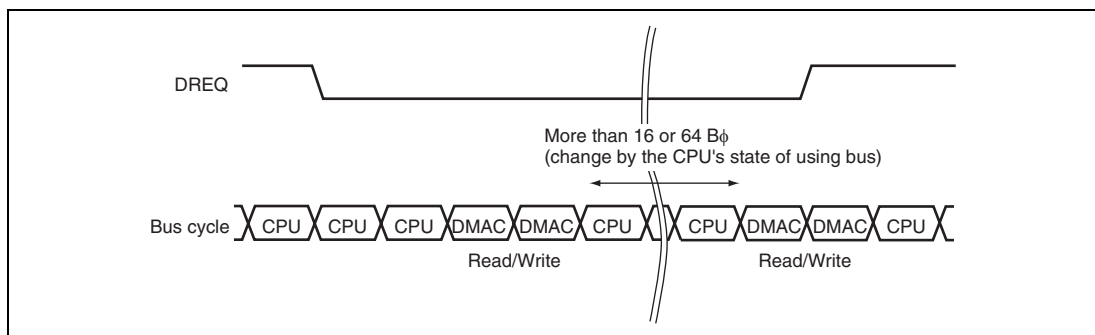 DREQ
More than 16 or 64 Bϕ
(change by the CPU's state of using bus)
Bus cycle CPU CPU CPU DMAC DMAC CPU CPU DMAC DMAC CPU
Read/Write Read/Write